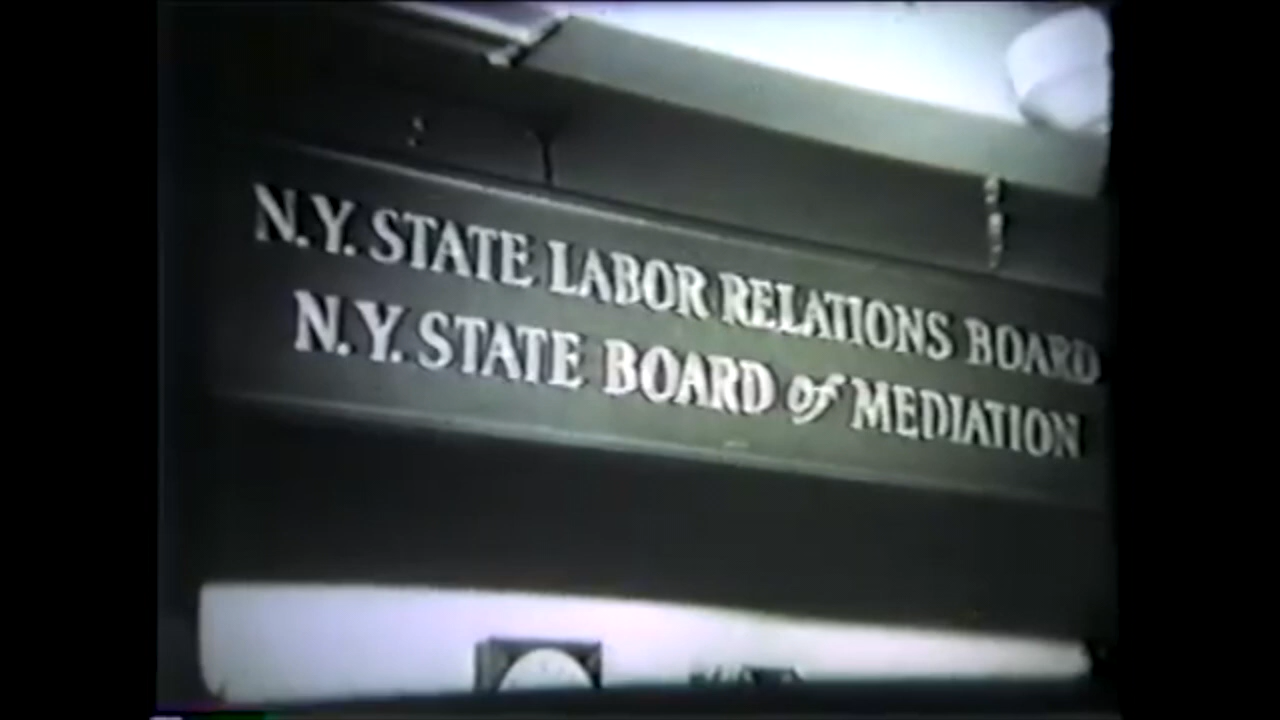 N.Y. STATE LABOR RELATIONS BOARD
N.Y. STATE BOARD of MEDIATION